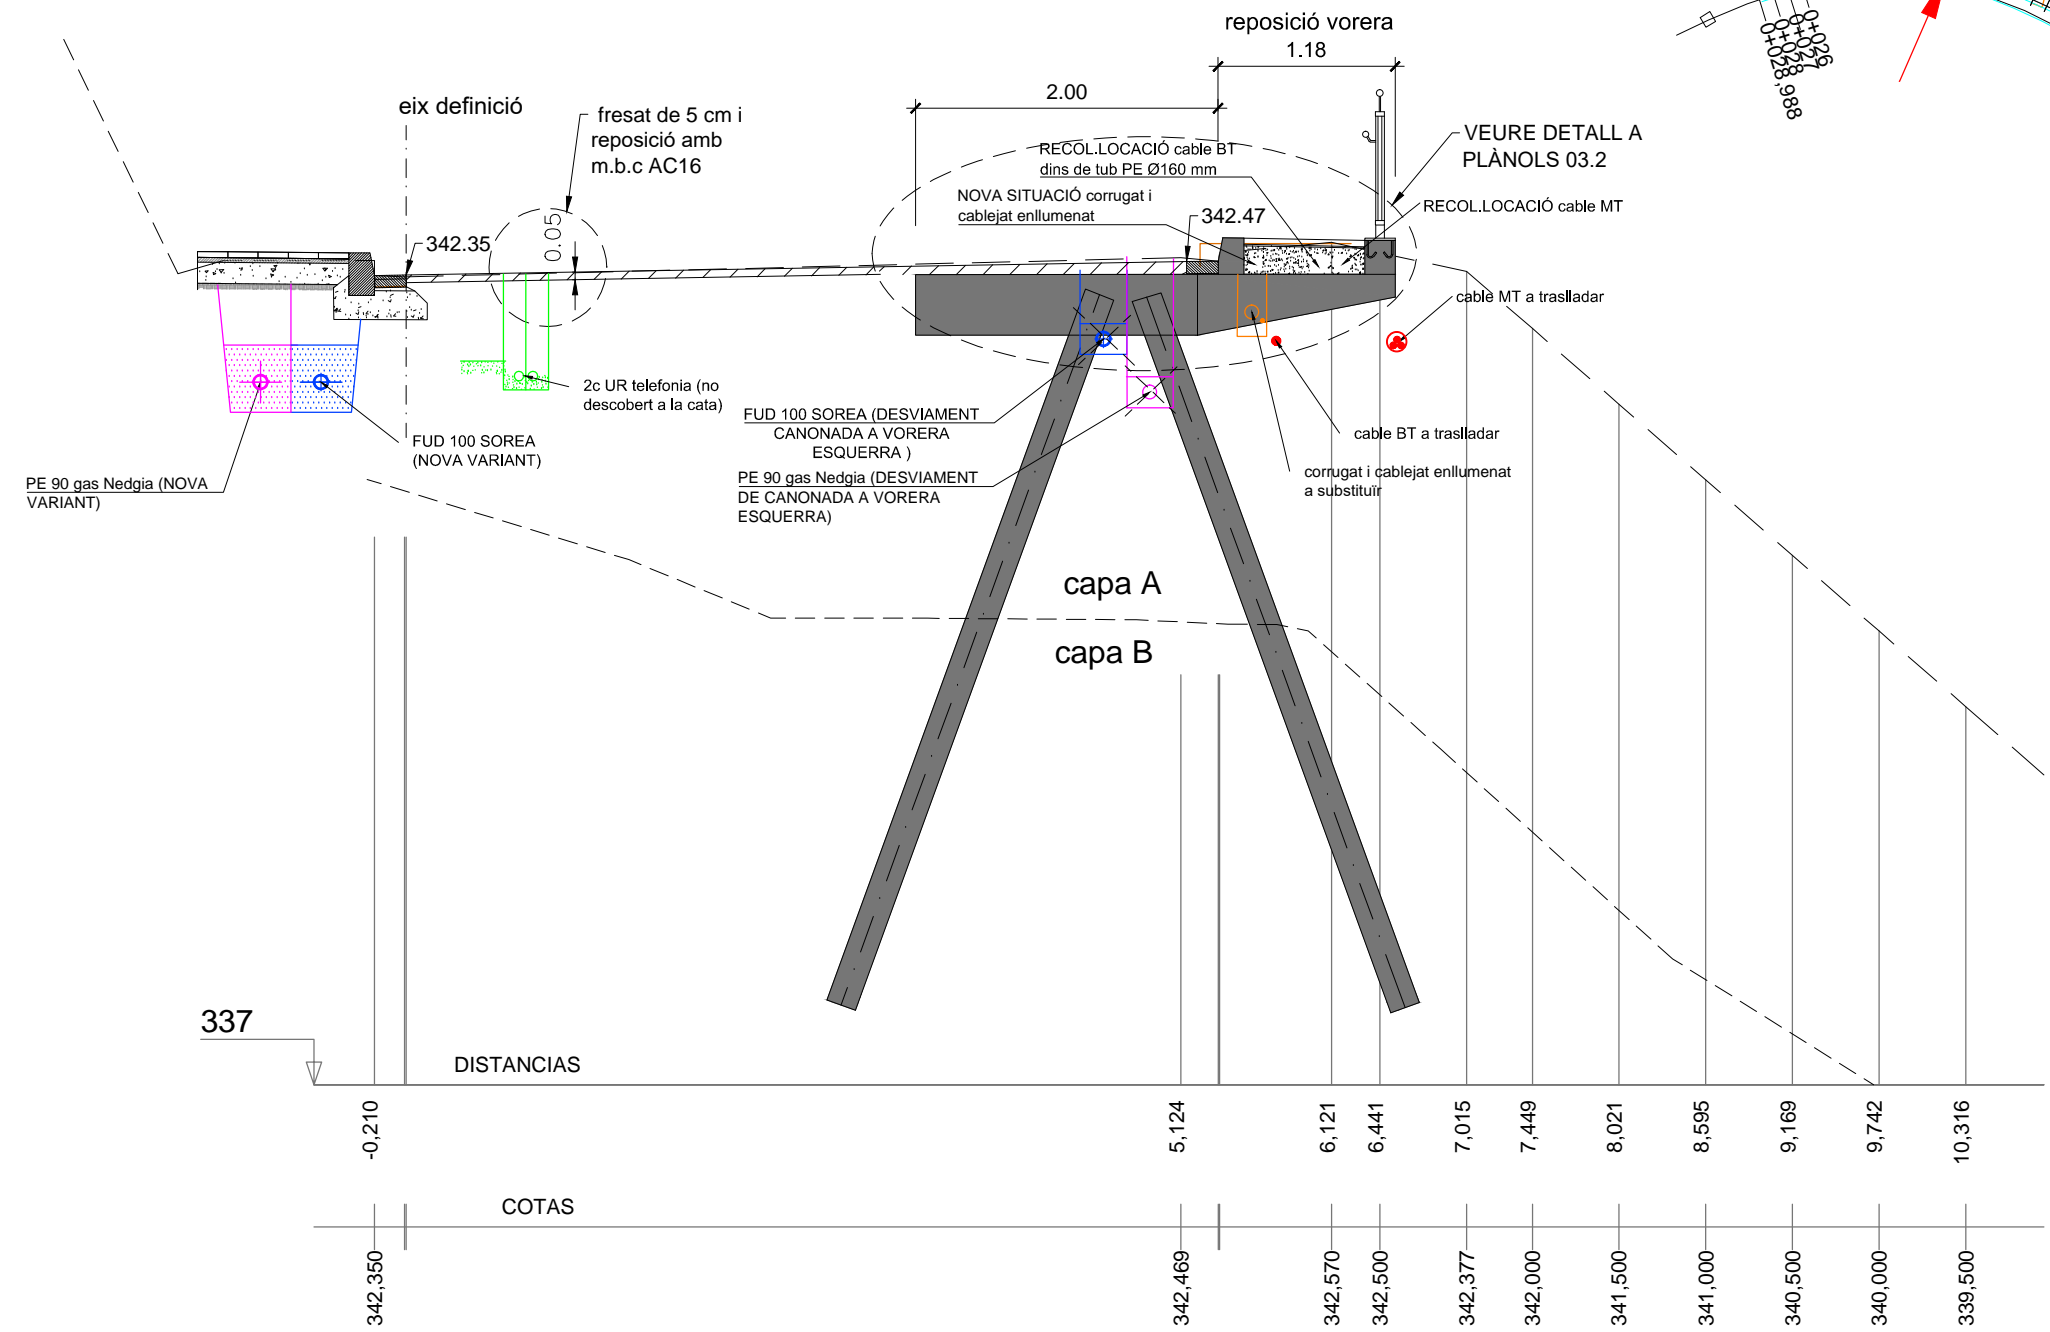 reposició vorera
1.18
0+026
0+027
0+028
0+028,988
2.00
eix definició
fresat de 5 cm i
reposició amb
m.b.c AC16
VEURE DETALL A
PLÀNOLS 03.2
RECOL.LOCACIÓ cable BT
dins de tub PE Ø160 mm
NOVA SITUACIÓ corrugat i
cablejat enllumenat
RECOL.LOCACIÓ cable MT
342.35
0.05
342.47
cable MT a traslladar
2c UR telefonia (no
descobert a la cata)
FUD 100 SOREA (DESVIAMENT
CANONADA A VORERA
ESQUERRA )
cable BT a traslladar
FUD 100 SOREA
(NOVA VARIANT)
corrugat i cablejat enllumenat
a substituïr
PE 90 gas Nedgia (NOVA
VARIANT)
PE 90 gas Nedgia (DESVIAMENT
DE CANONADA A VORERA
ESQUERRA)
capa A
capa B
337
DISTANCIAS
-0,210
5,124
6,121
6,441
7,015
7,449
8,021
8,595
9,169
9,742
10,316
COTAS
342,350
342,469
342,570
342,500
342,377
342,000
341,500
341,000
340,500
340,000
339,500